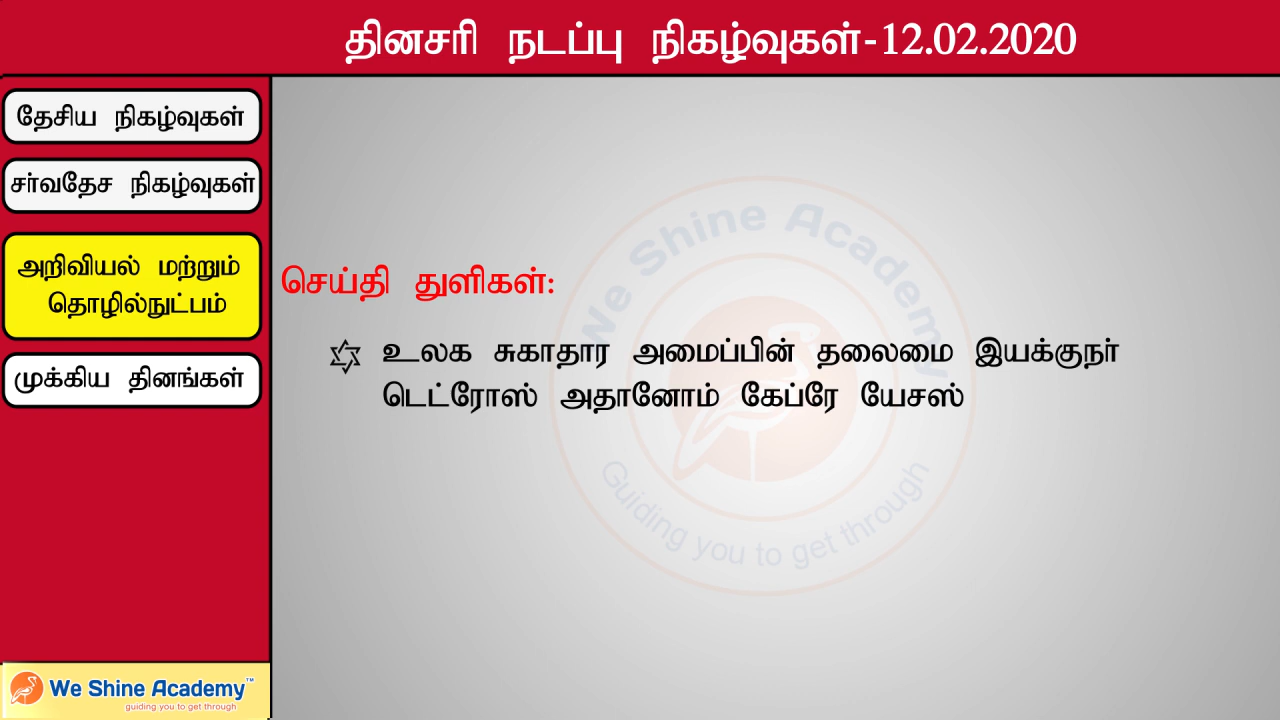 தினசரி நடப்பு நிகழ்வுகள்-12.02.2020
தேசிய நிகழ்வுகள்
சர்வதேச நிகழ்வுகள்
அறிவியல் மற்றும்
தொழில்நுட்பம்
முக்கிய தினங்கள்
செய்தி துளிகள்:
உலக சுகாதார அமைப்பின் தலைமை இயக்குநர்
டெட்ரோஸ் அதானோம் கேப்ரே யேசஸ்
We Shine Academy
Guiding you to get through
We Shine Academy™
guiding you to get through